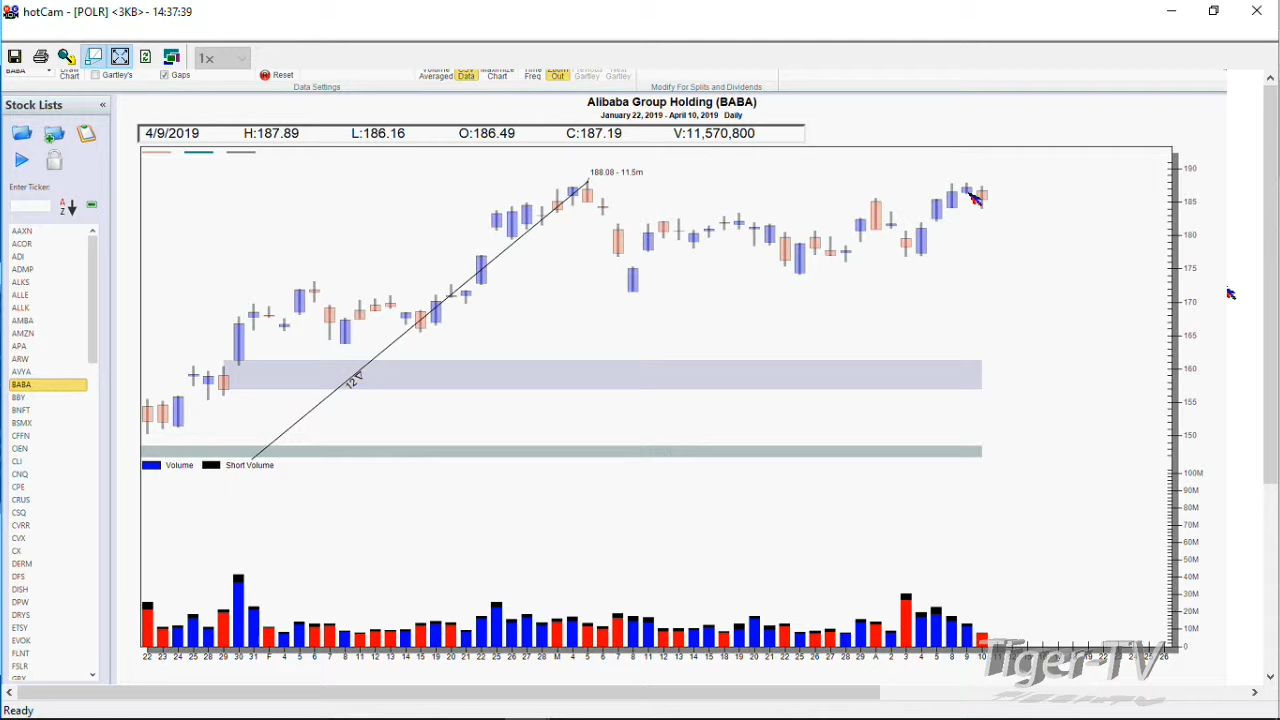 hotCam - [POLR] <3KB> - 14:37:39
1x
BABA
Draw Chart
Gartley's
Gaps
Reset
Volume Averaged
CSV Data
Maximize Chart
Time Freq
Zoom Out
Previous Gartley
Next Gartley
Data Settings
Modify For Splits and Dividends
Stock Lists «
Enter Ticker:
A
Z
AAXN
ACOR
ADI
ADMP
ALKS
ALLE
ALLK
AMBA
AMZN
APA
ARW
AVYA
BABA
BBY
BNFT
BSMX
CFFN
CIEN
CLI
CNQ
CPE
CRUS
CSQ
CVRR
CVX
CX
DERM
DFS
DISH
DPW
DRYS
ETSY
EVOK
FLNT
FSLR
Alibaba Group Holding (BABA)
January 22, 2019 - April 10, 2019 Daily
4/9/2019 H:187.89 L:186.16 O:186.49 C:187.19 V:11,570,800
188.08 - 11.5m
190
185
180
175
170
165
160
155
150
Volume Short Volume
100M
90M
80M
70M
60M
50M
40M
30M
20M
10M
0
22 23 24 25 28 29 30 31 F 4 5 6 7 8 11 12 13 14 15 19 20 21 22 25 26 27 28 M 4 5 6 7 8 11 12 13 14 15 18 19 20 21 22 25 26 27 28 29 A 2 3 4 5 8 9 10
Tiger-TV
Ready